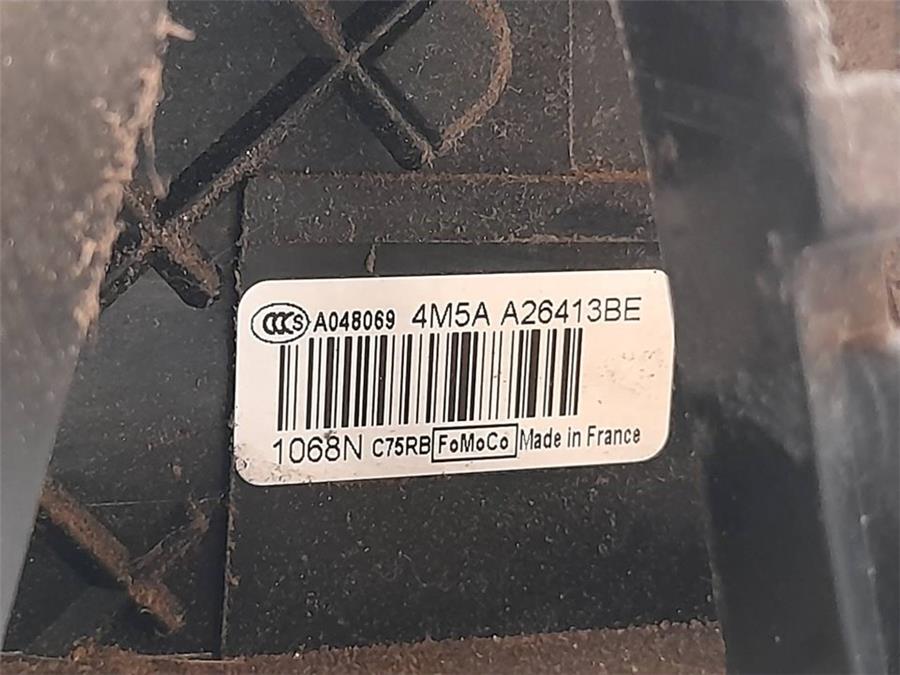 CCC S A048069 4M5A A26413BE
1068N C75RB FoMoCo Made in France